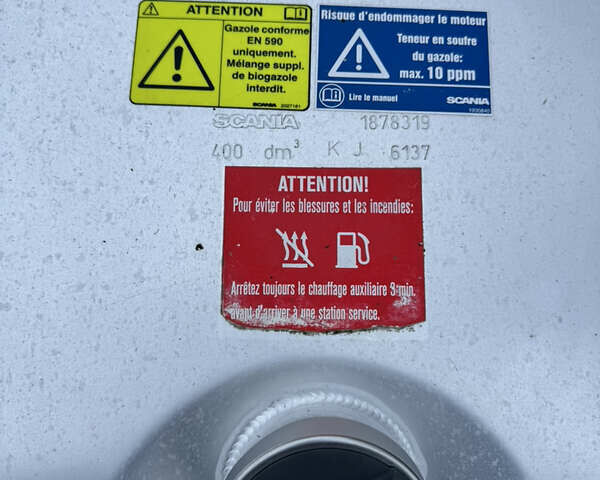 ATTENTION
Gazole conforme
EN 590
uniquement.
Mélange suppl.
de biogazole
interdit.
SCANIA 2027181
Risque d'endommager le moteur
Teneur en soufre
du gazole:
max. 10 ppm
Lire le manuel
SCANIA
SCANIA 1878319
400 dm³ K J 6137
ATTENTION!
Pour éviter les blessures et les incendies:
Arrêtez toujours le chauffage auxiliaire 3 min.
avant d'arriver à une station service.